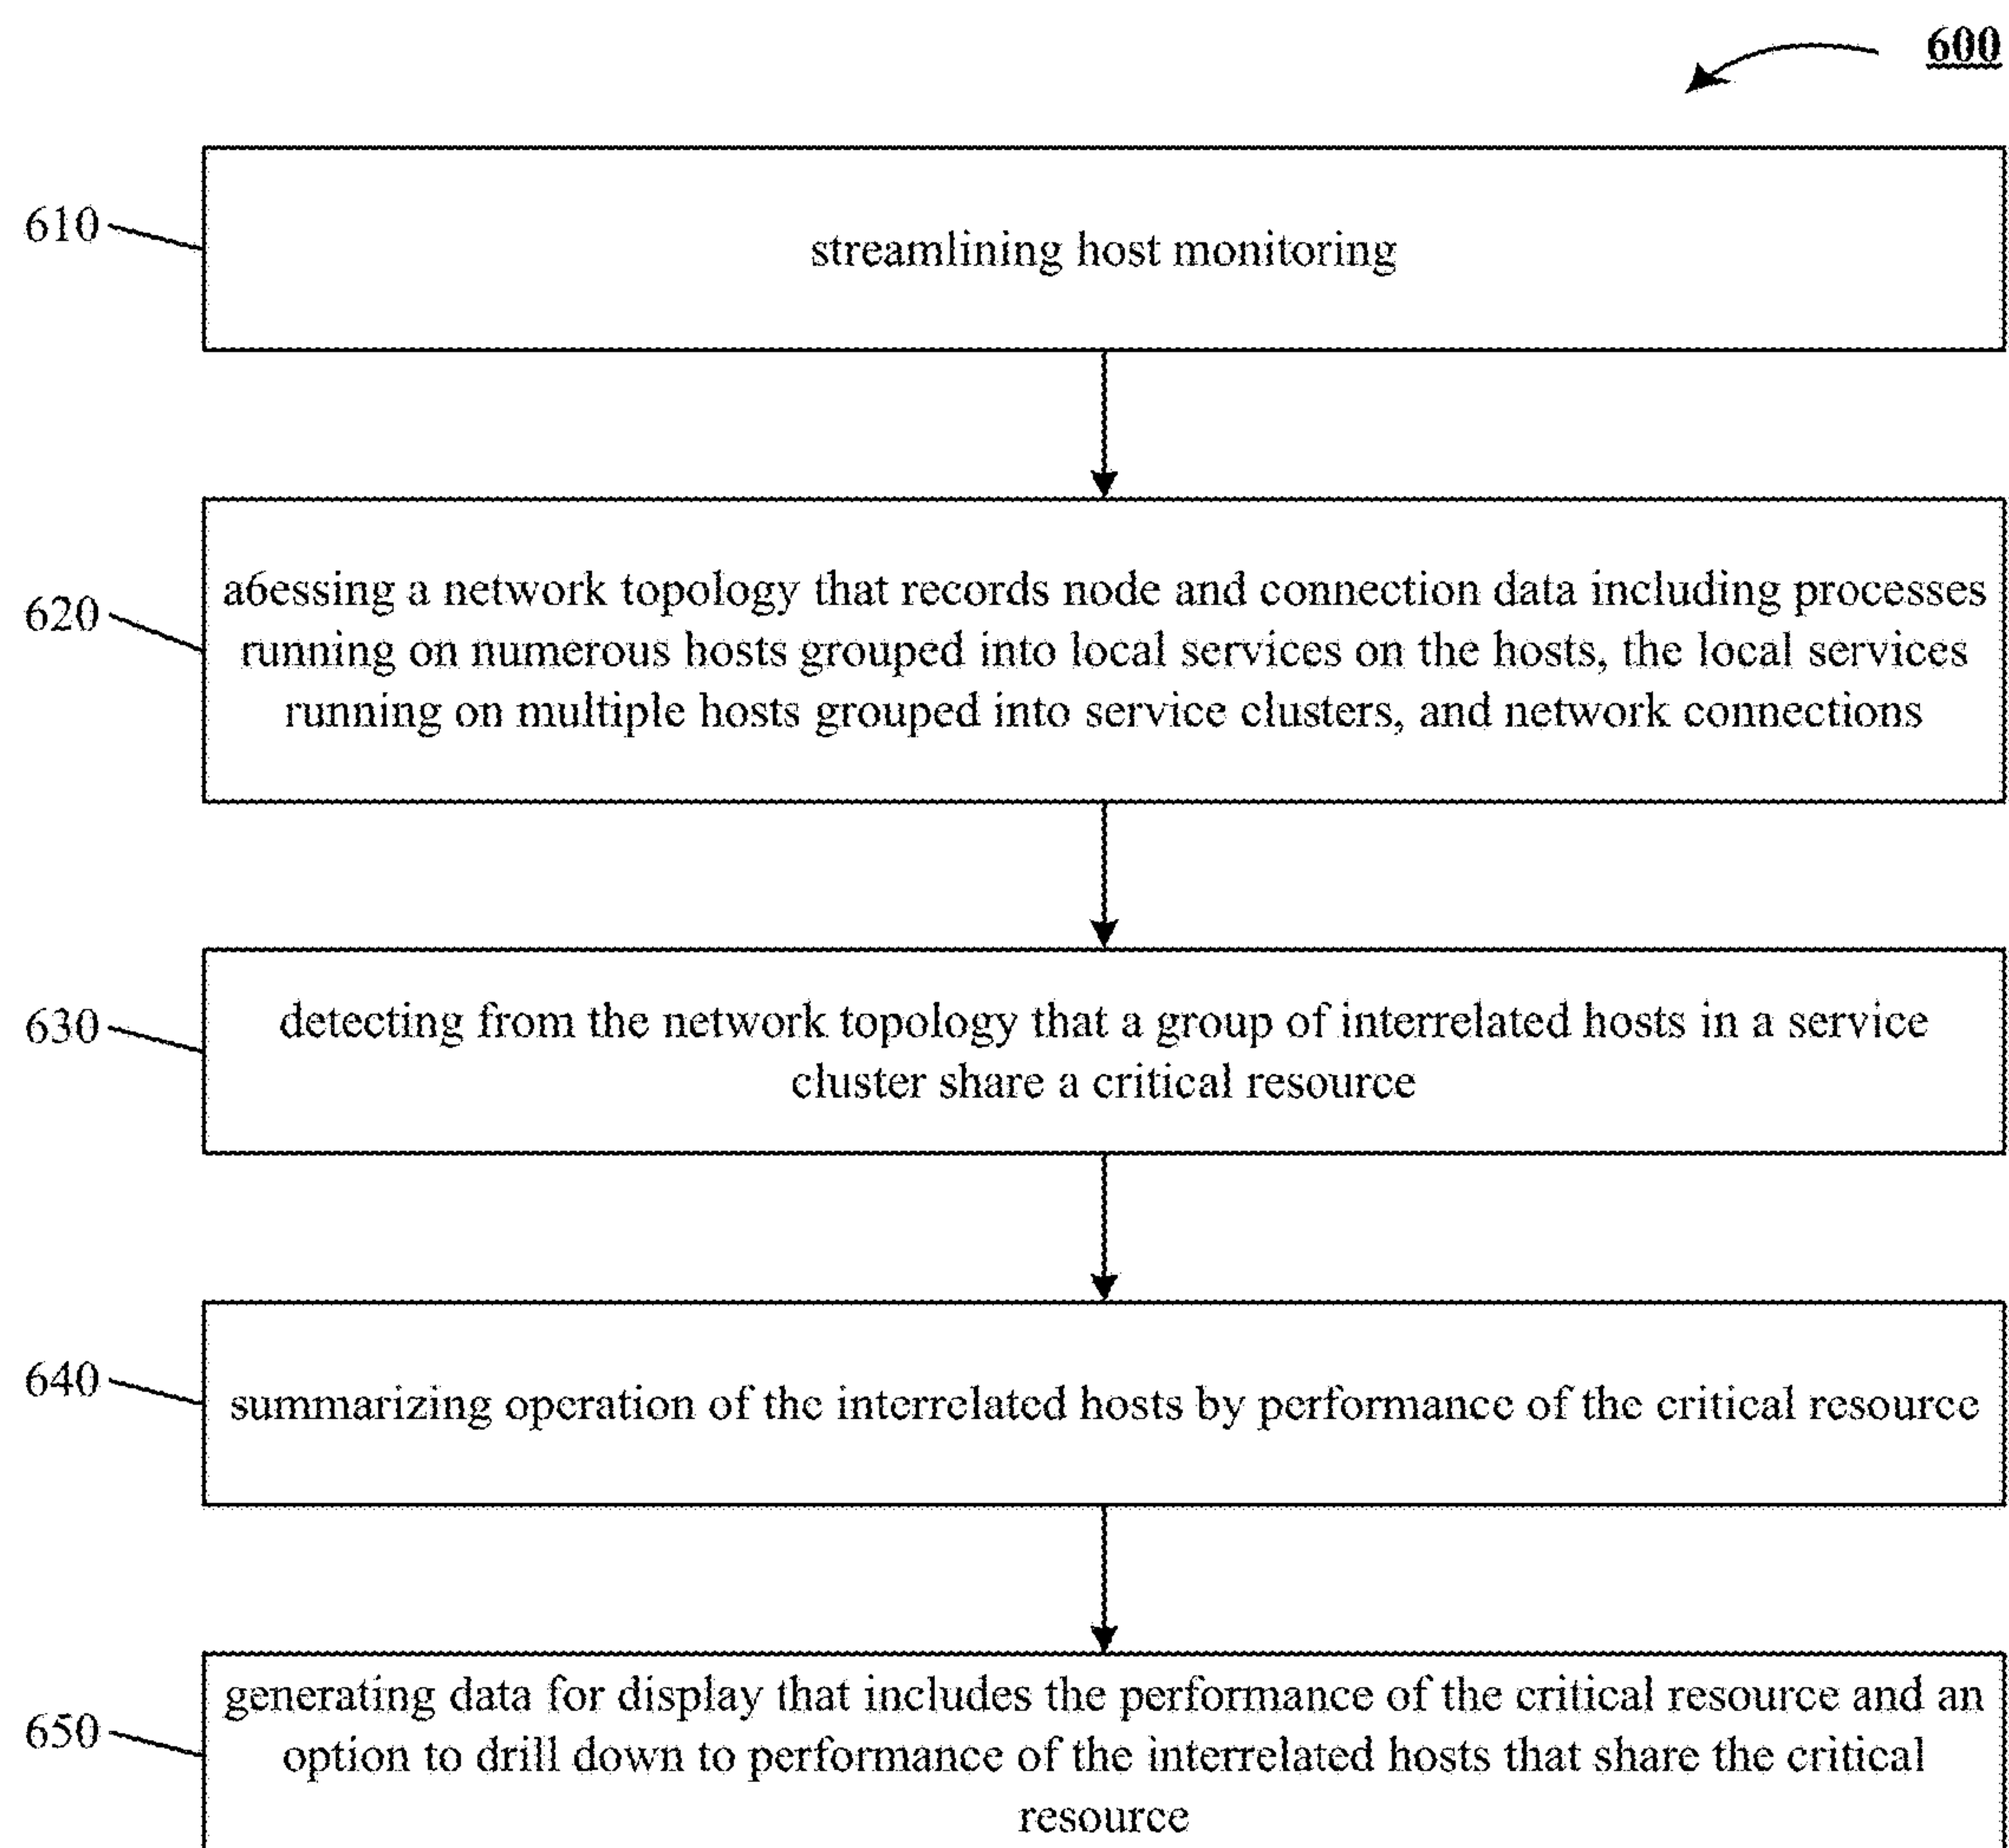 600
610
streamlining host monitoring
620
a6essing a network topology that records node and connection data including processes
running on numerous hosts grouped into local services on the hosts, the local services
running on multiple hosts grouped into service clusters, and network connections
630
detecting from the network topology that a group of interrelated hosts in a service
cluster share a critical resource
640
summarizing operation of the interrelated hosts by performance of the critical resource
650
generating data for display that includes the performance of the critical resource and an
option to drill down to performance of the interrelated hosts that share the critical
resource